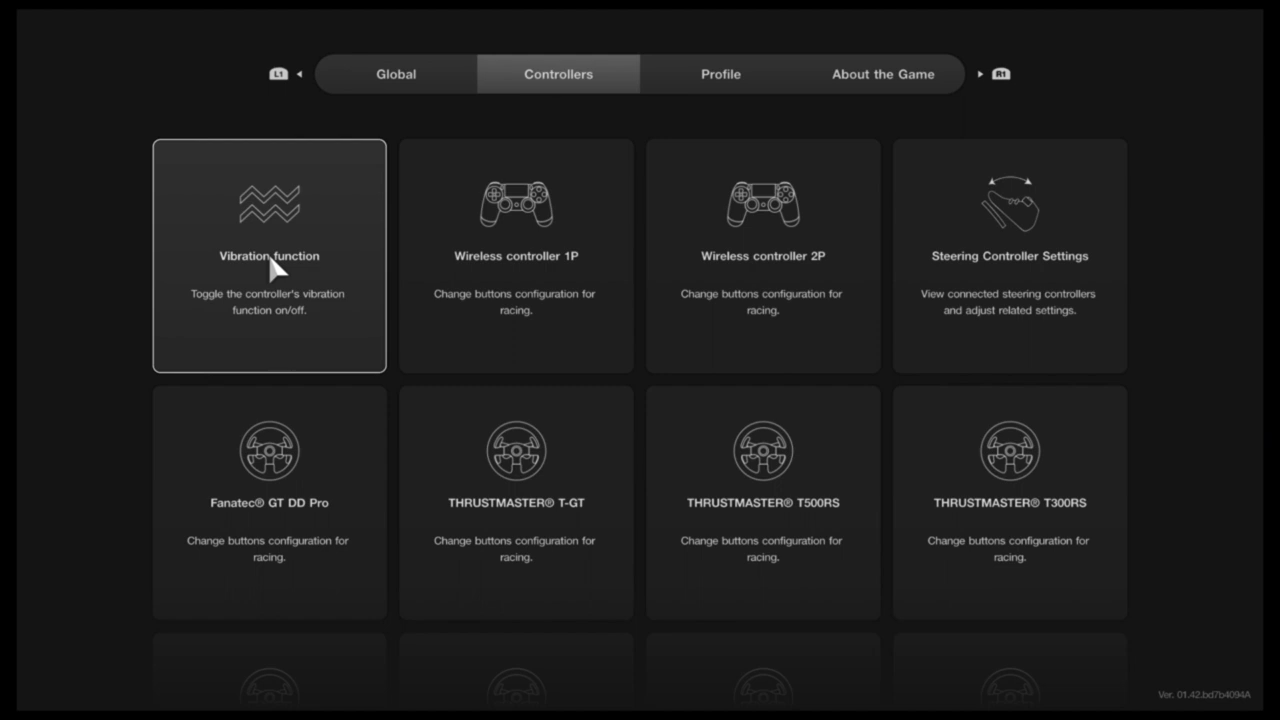 L1
Global
Controllers
Profile
About the Game
R1
Vibration function
Toggle the controller's vibration
function on/off.
Wireless controller 1P
Change buttons configuration for
racing.
Wireless controller 2P
Change buttons configuration for
racing.
Steering Controller Settings
View connected steering controllers
and adjust related settings.
Fanatec® GT DD Pro
Change buttons configuration for
racing.
THRUSTMASTER® T-GT
Change buttons configuration for
racing.
THRUSTMASTER® T500RS
Change buttons configuration for
racing.
THRUSTMASTER® T300RS
Change buttons configuration for
racing.
Ver. 01.42.bd7b4094A